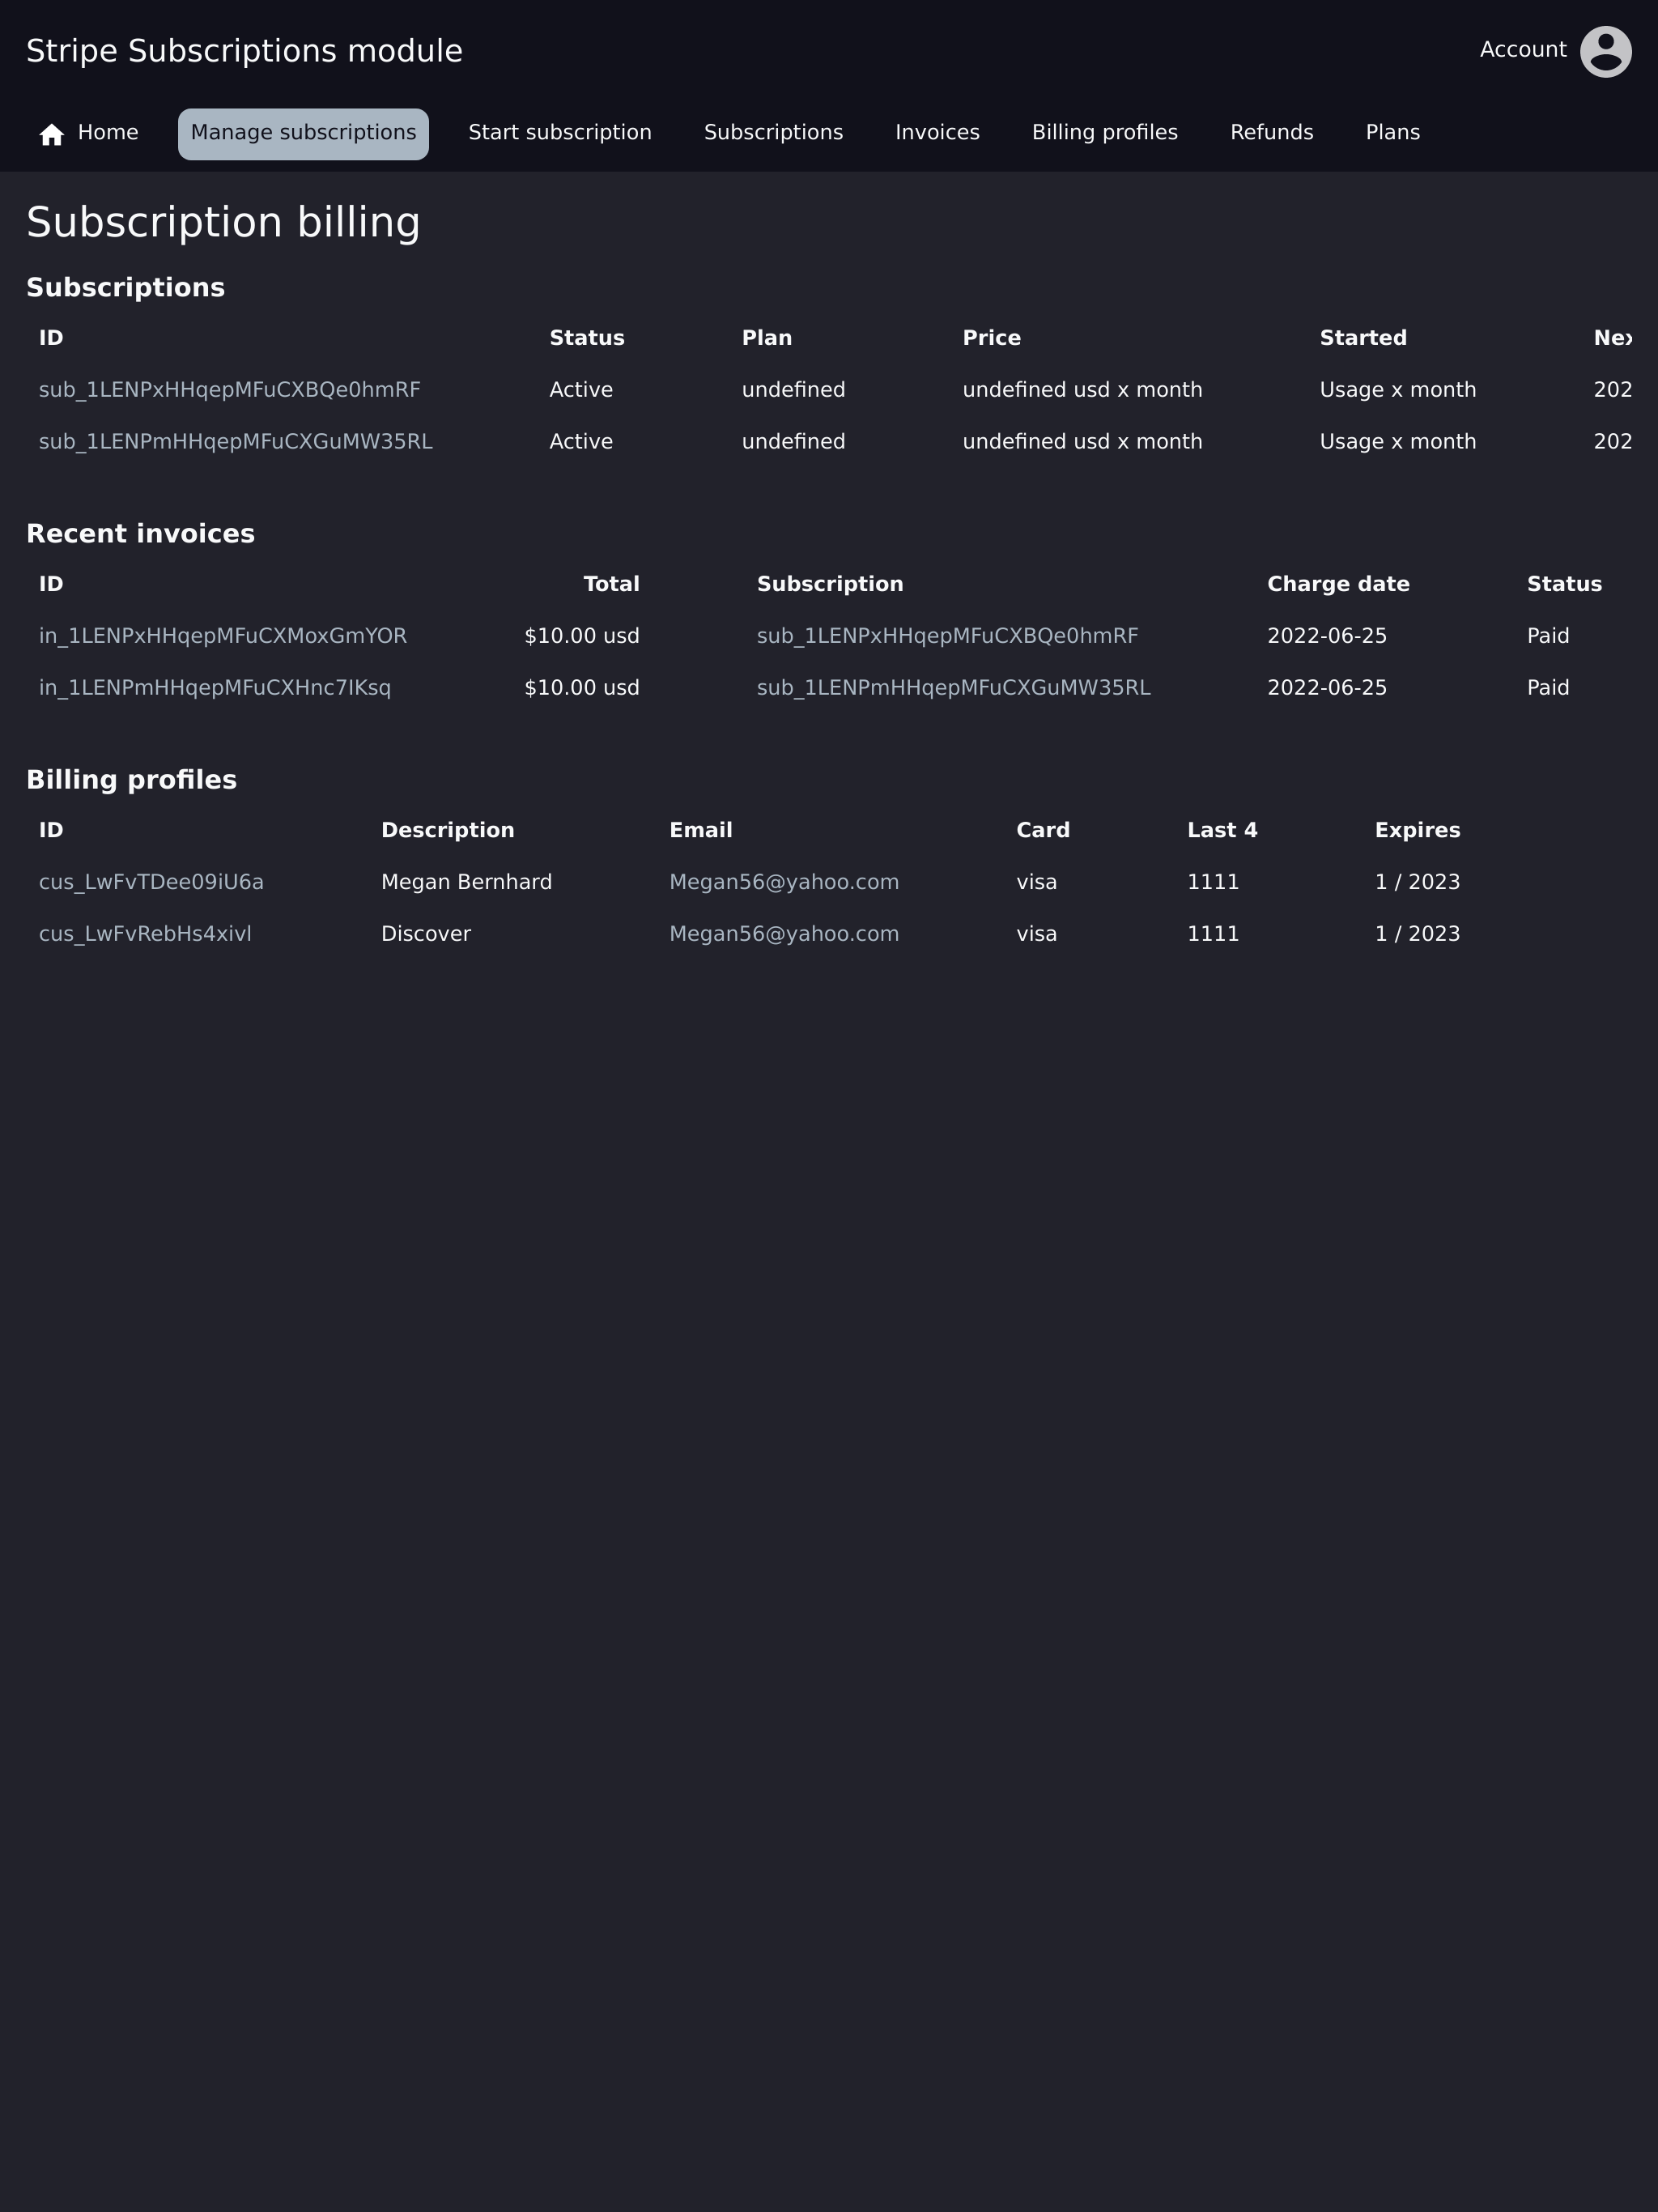 Stripe Subscriptions module
Account
Home Manage subscriptions Start subscription Subscriptions Invoices Billing profiles Refunds Plans
Subscription billing
Subscriptions
ID Status Plan Price Started Nex
sub_1LENPxHHqepMFuCXBQe0hmRF Active undefined undefined usd x month Usage x month 202
sub_1LENPmHHqepMFuCXGuMW35RL Active undefined undefined usd x month Usage x month 202
Recent invoices
ID Total Subscription Charge date Status
in_1LENPxHHqepMFuCXMoxGmYOR $10.00 usd sub_1LENPxHHqepMFuCXBQe0hmRF 2022-06-25 Paid
in_1LENPmHHqepMFuCXHnc7IKsq $10.00 usd sub_1LENPmHHqepMFuCXGuMW35RL 2022-06-25 Paid
Billing profiles
ID Description Email Card Last 4 Expires
cus_LwFvTDee09iU6a Megan Bernhard Megan56@yahoo.com visa 1111 1 / 2023
cus_LwFvRebHs4xivl Discover Megan56@yahoo.com visa 1111 1 / 2023